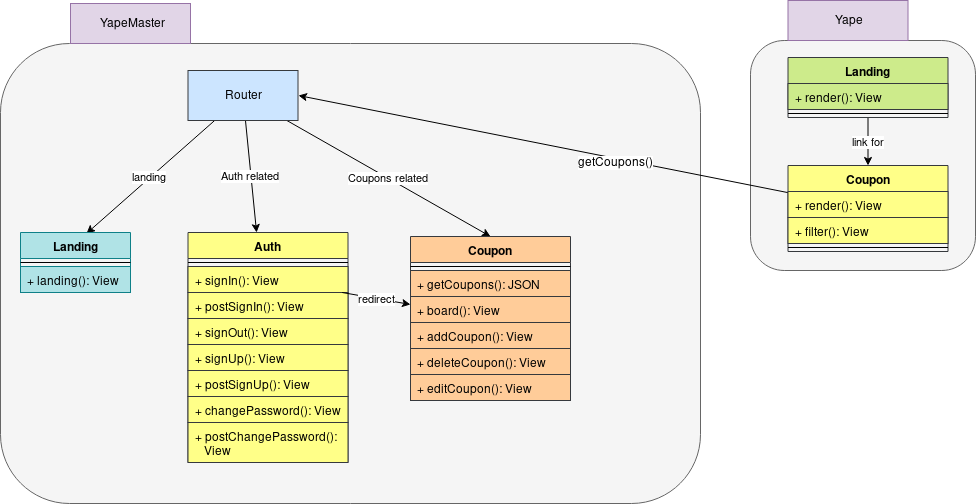 YapeMaster
Yape
Router
landing
Auth related
Coupons related
getCoupons()
Landing
+ landing(): View
Auth
+ signIn(): View
+ postSignIn(): View
+ signOut(): View
+ signUp(): View
+ postSignUp(): View
+ changePassword(): View
+ postChangePassword():
View
redirect
Coupon
+ getCoupons(): JSON
+ board(): View
+ addCoupon(): View
+ deleteCoupon(): View
+ editCoupon(): View
Landing
+ render(): View
link for
Coupon
+ render(): View
+ filter(): View